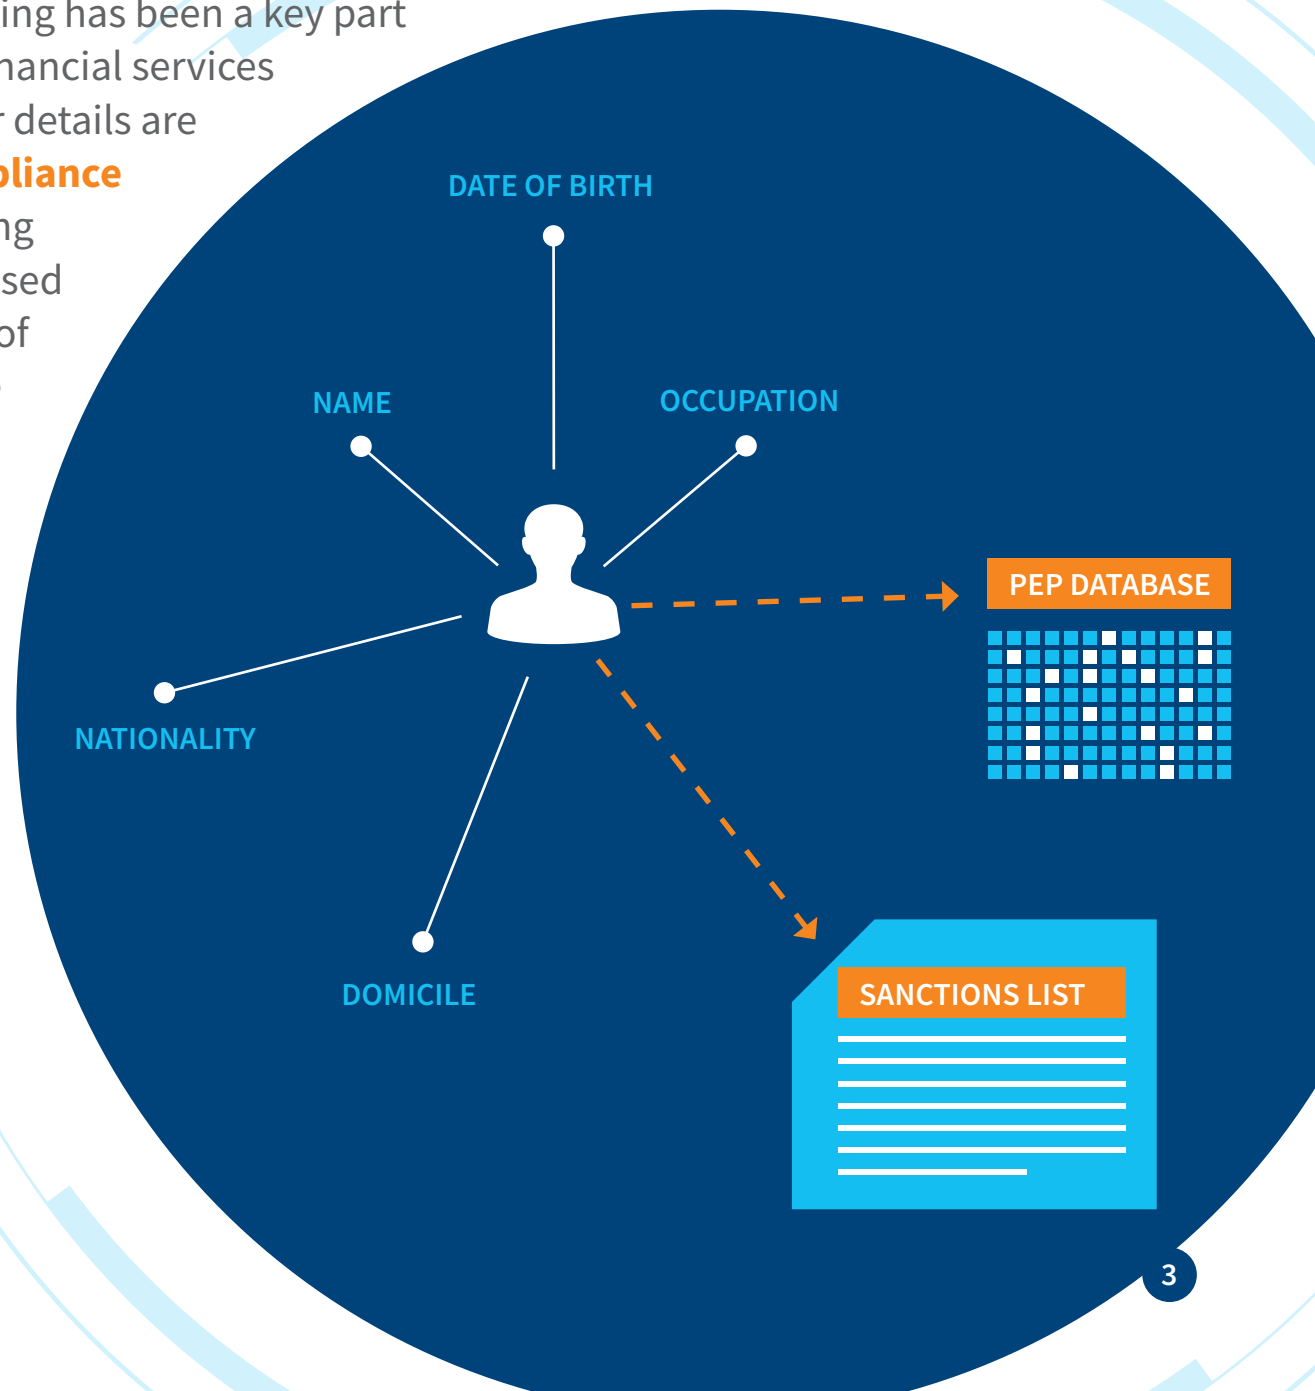 ing has been a key part
nancial services
r details are
pliance
ng
sed
of
DATE OF BIRTH
NAME
OCCUPATION
PEP DATABASE
NATIONALITY
DOMICILE
SANCTIONS LIST
3